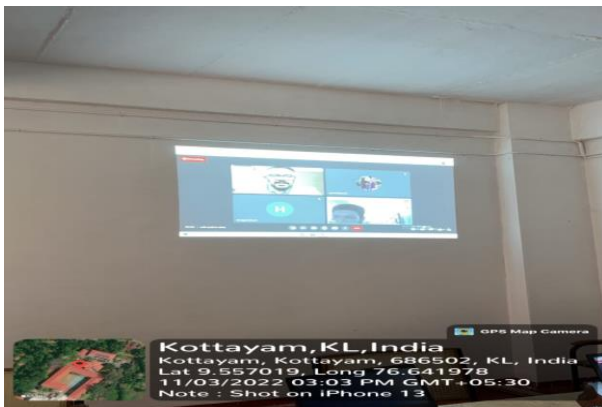 GPS Map Camera
Kottayam,KL,India
Kottayam, Kottayam, 686502, KL, India
Lat 9.557019, Long 76.641978
11/03/2022 03:03 PM GMT+05:30
Note : Shot on iPhone 13
H